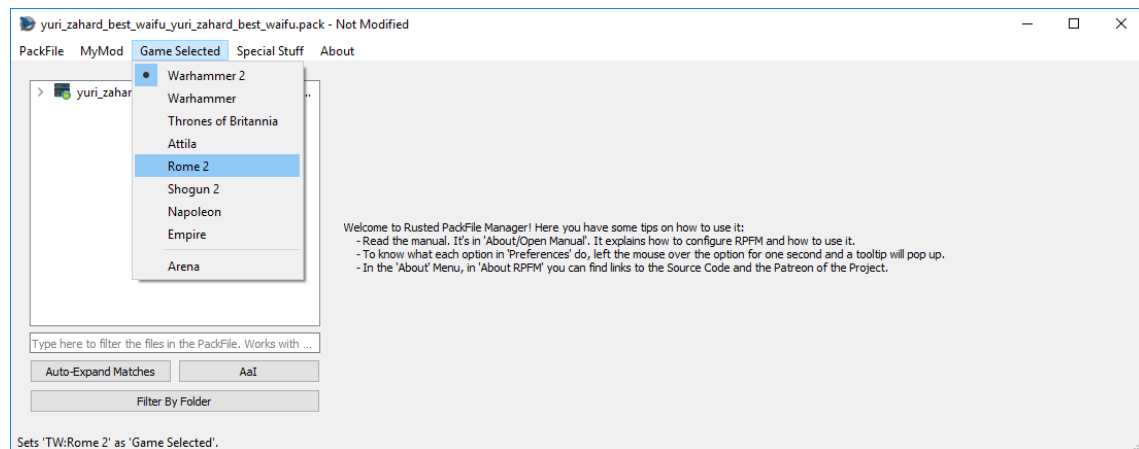 yuri_zahard_best_waifu_yuri_zahard_best_waifu.pack - Not Modified
PackFile MyMod Game Selected Special Stuff About
Warhammer 2
yuri_zahar ..
Warhammer
Thrones of Britannia
Attila
Rome 2
Shogun 2
Napoleon
Empire
Arena
Welcome to Rusted PackFile Manager! Here you have some tips on how to use it:
- Read the manual. It's in 'About/Open Manual'. It explains how to configure RPFM and how to use it.
- To know what each option in 'Preferences' do, left the mouse over the option for one second and a tooltip will pop up.
- In the 'About' Menu, in 'About RPFM' you can find links to the Source Code and the Patreon of the Project.
Type here to filter the files in the PackFile. Works with ...
Auto-Expand Matches AaI
Filter By Folder
Sets 'TW:Rome 2' as 'Game Selected'.